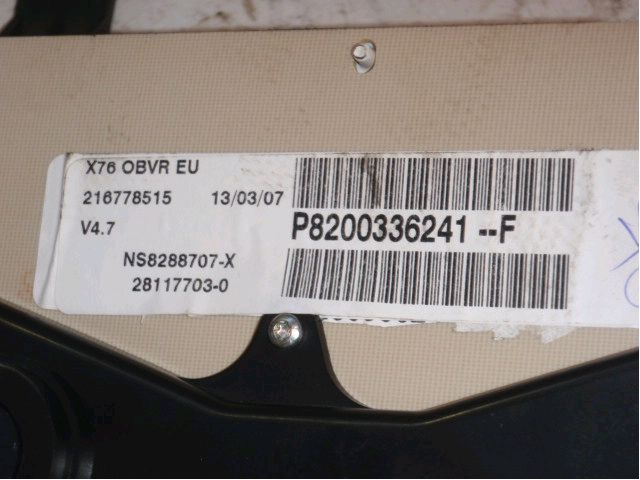 X76 OBVR EU
216778515 13/03/07
V4.7
P8200336241 --F
NS8288707-X
28117703-0